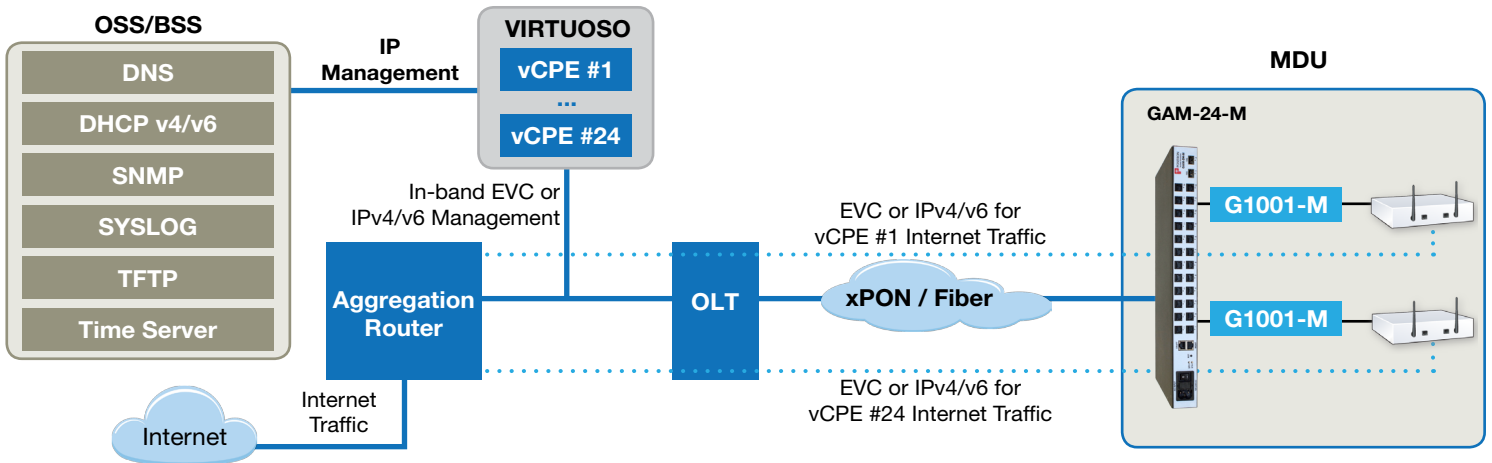 OSS/BSS
DNS
DHCP v4/v6
SNMP
SYSLOG
TFTP
Time Server
IP
Management
VIRTUOSO
vCPE #1
...
vCPE #24
In-band EVC or
IPv4/v6 Management
Aggregation
Router
Internet
Traffic
Internet
OLT
EVC or IPv4/v6 for
vCPE #1 Internet Traffic
xPON / Fiber
EVC or IPv4/v6 for
vCPE #24 Internet Traffic
MDU
GAM-24-M
G1001-M
G1001-M